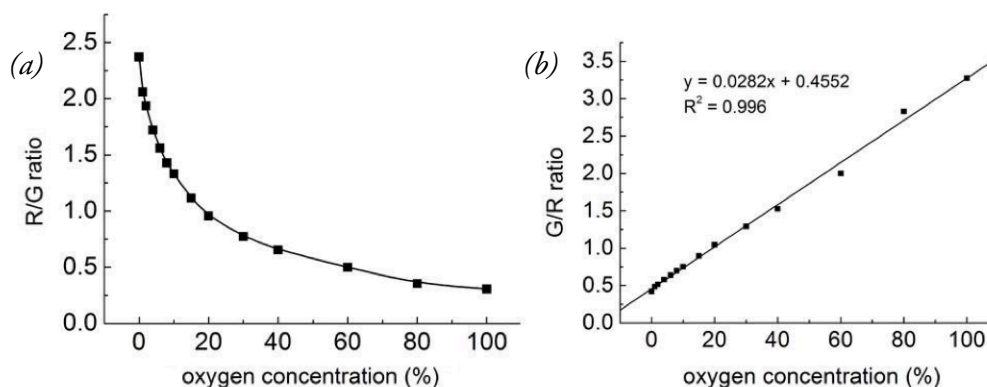 (a)
2.5
2.0
1.5
1.0
0.5
0.0
R/G ratio
0 20 40 60 80 100
oxygen concentration (%)
(b)
3.5
3.0
2.5
2.0
1.5
1.0
0.5
0.0
G/R ratio
y = 0.0282x + 0.4552
R² = 0.996
0 20 40 60 80 100
oxygen concentration (%)